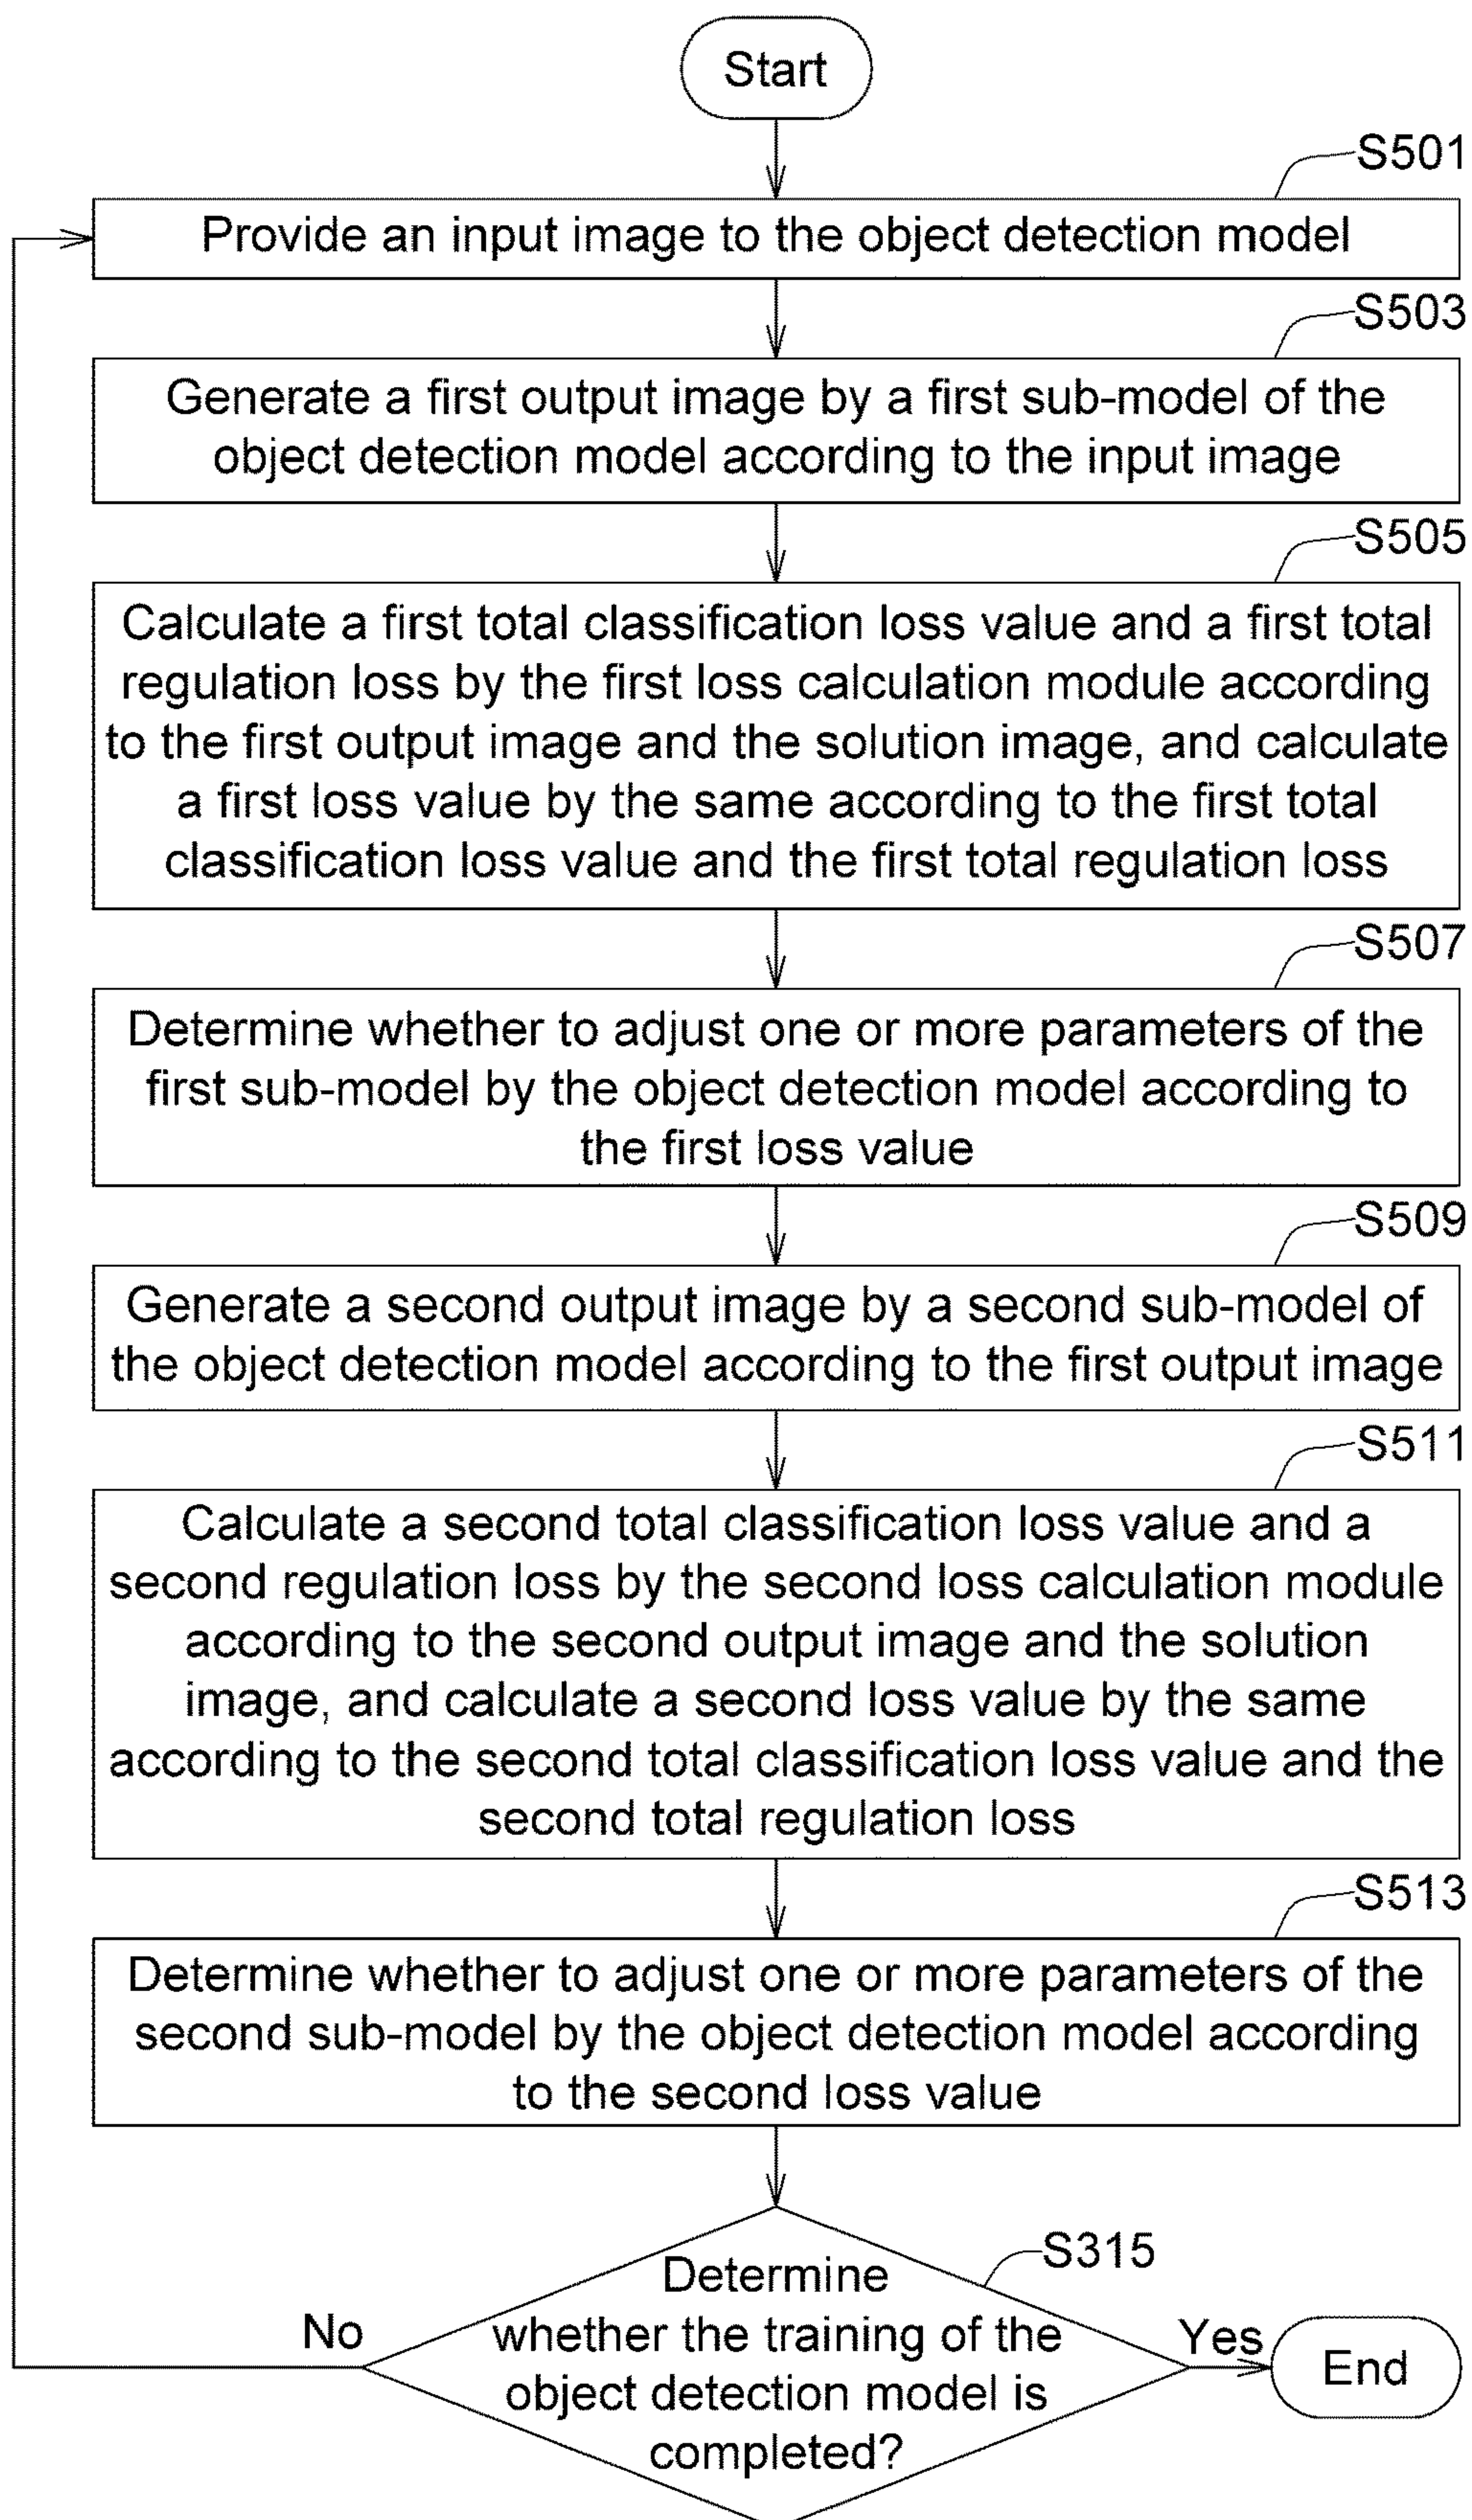 Start
S501
Provide an input image to the object detection model
S503
Generate a first output image by a first sub-model of the
object detection model according to the input image
S505
Calculate a first total classification loss value and a first total
regulation loss by the first loss calculation module according
to the first output image and the solution image, and calculate
a first loss value by the same according to the first total
classification loss value and the first total regulation loss
S507
Determine whether to adjust one or more parameters of the
first sub-model by the object detection model according to
the first loss value
S509
Generate a second output image by a second sub-model of
the object detection model according to the first output image
S511
Calculate a second total classification loss value and a
second regulation loss by the second loss calculation module
according to the second output image and the solution
image, and calculate a second loss value by the same
according to the second total classification loss value and the
second total regulation loss
S513
Determine whether to adjust one or more parameters of the
second sub-model by the object detection model according
to the second loss value
S315
Determine
whether the training of the
object detection model is
completed?
No
Yes
End